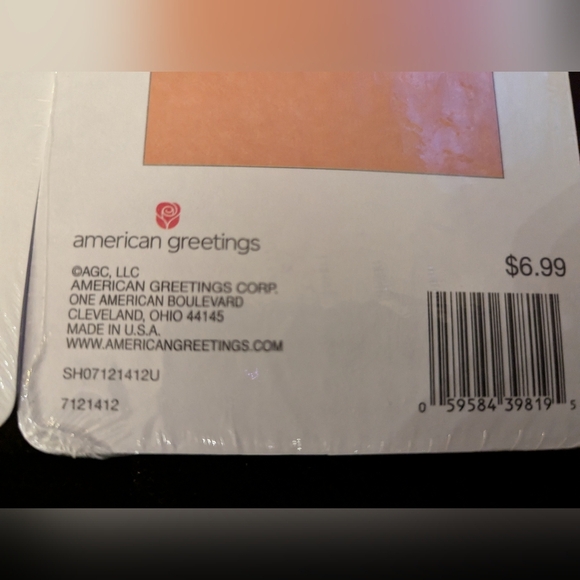 american greetings
©AGC, LLC
AMERICAN GREETINGS CORP.
ONE AMERICAN BOULEVARD
CLEVELAND, OHIO 44145
MADE IN U.S.A.
WWW.AMERICANGREETINGS.COM
SH07121412U
7121412
$6.99
0 59584 39819 5